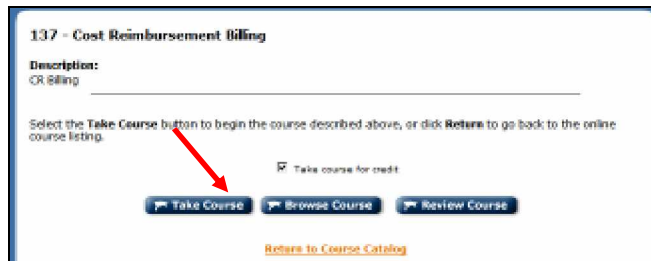 137 - Cost Reimbursement Billing
Description:
CR Billing
Select the Take Course button to begin the course described above, or click Return to go back to the online
course listing.
Take course for credit
Take Course Browse Course Review Course
Return to Course Catalog